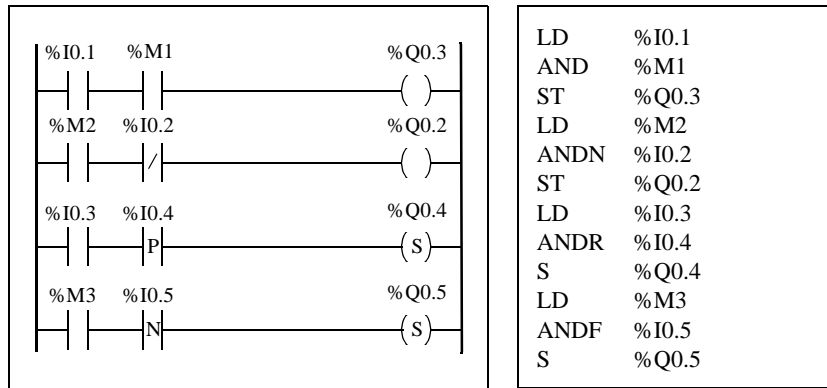 %I0.1 %M1 %Q0.3
%M2 %I0.2 %Q0.2
/
%I0.3 %I0.4 %Q0.4
P S
%M3 %I0.5 %Q0.5
N S
LD %I0.1
AND %M1
ST %Q0.3
LD %M2
ANDN %I0.2
ST %Q0.2
LD %I0.3
ANDR %I0.4
S %Q0.4
LD %M3
ANDF %I0.5
S %Q0.5